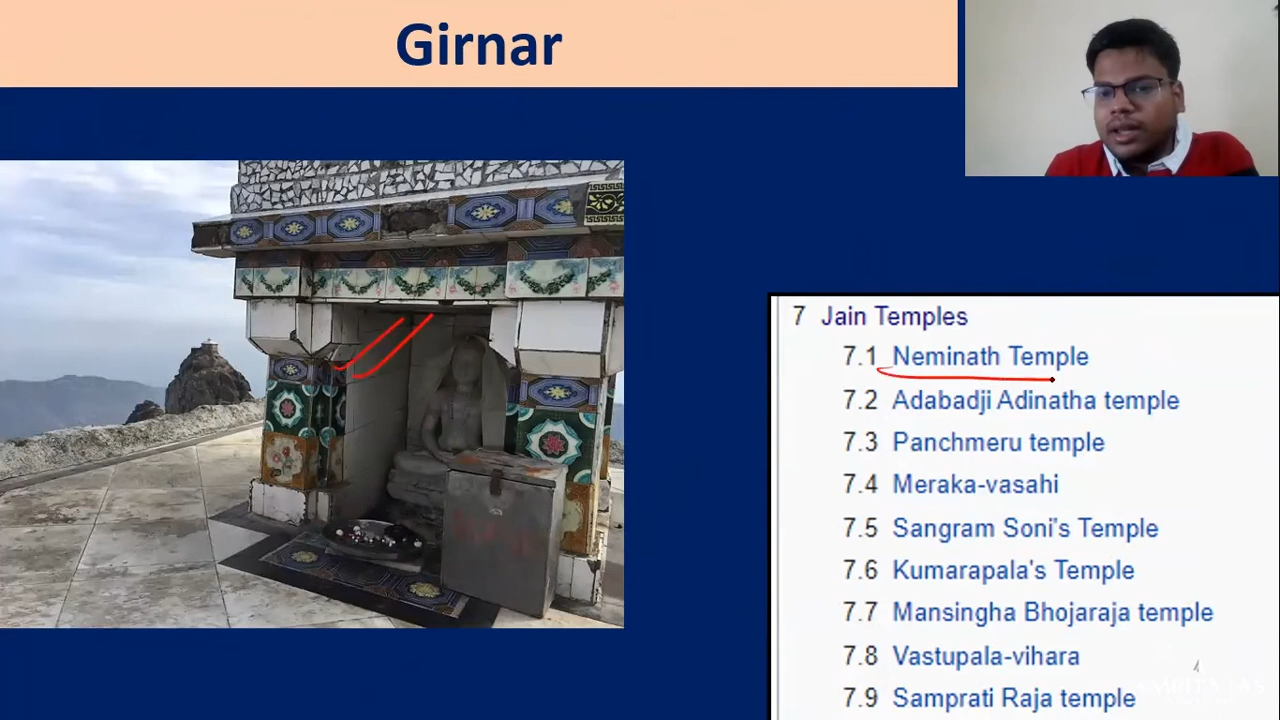 Girnar
7 Jain Temples
7.1 Neminath Temple
7.2 Adabadji Adinatha temple
7.3 Panchmeru temple
7.4 Meraka-vasahi
7.5 Sangram Soni's Temple
7.6 Kumarapala's Temple
7.7 Mansingha Bhojaraja temple
7.8 Vastupala-vihara
4
7.9 Samprati Raja temple